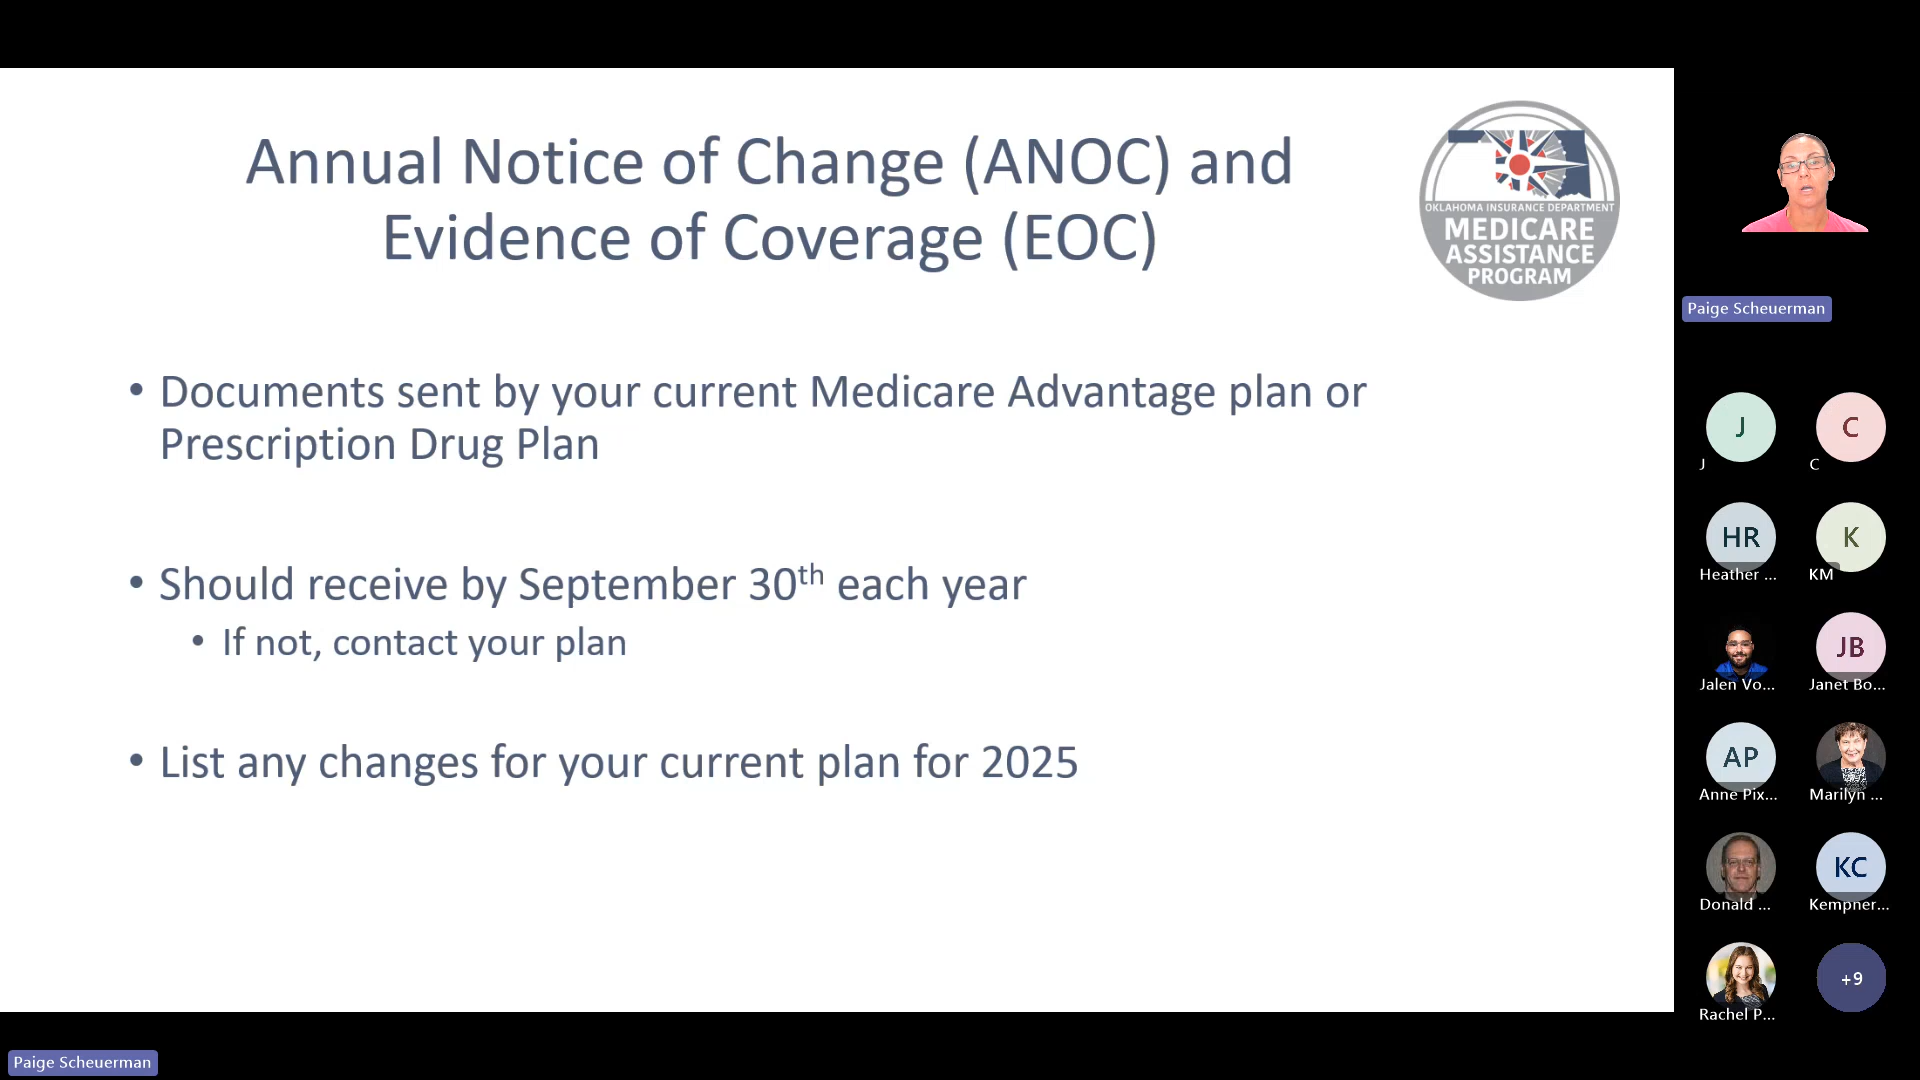 Annual Notice of Change (ANOC) and
Evidence of Coverage (EOC)
OKLAHOMA INSURANCE DEPARTMENT
MEDICARE
ASSISTANCE
PROGRAM
• Documents sent by your current Medicare Advantage plan or
Prescription Drug Plan
• Should receive by September 30th each year
• If not, contact your plan
• List any changes for your current plan for 2025
Paige Scheuerman
J
J
C
C
HR
Heather ...
K
KM
Jalen Vo...
JB
Janet Bo...
AP
Anne Pix...
Marilyn ...
Donald ...
KC
Kempner...
Rachel P...
+9
Paige Scheuerman